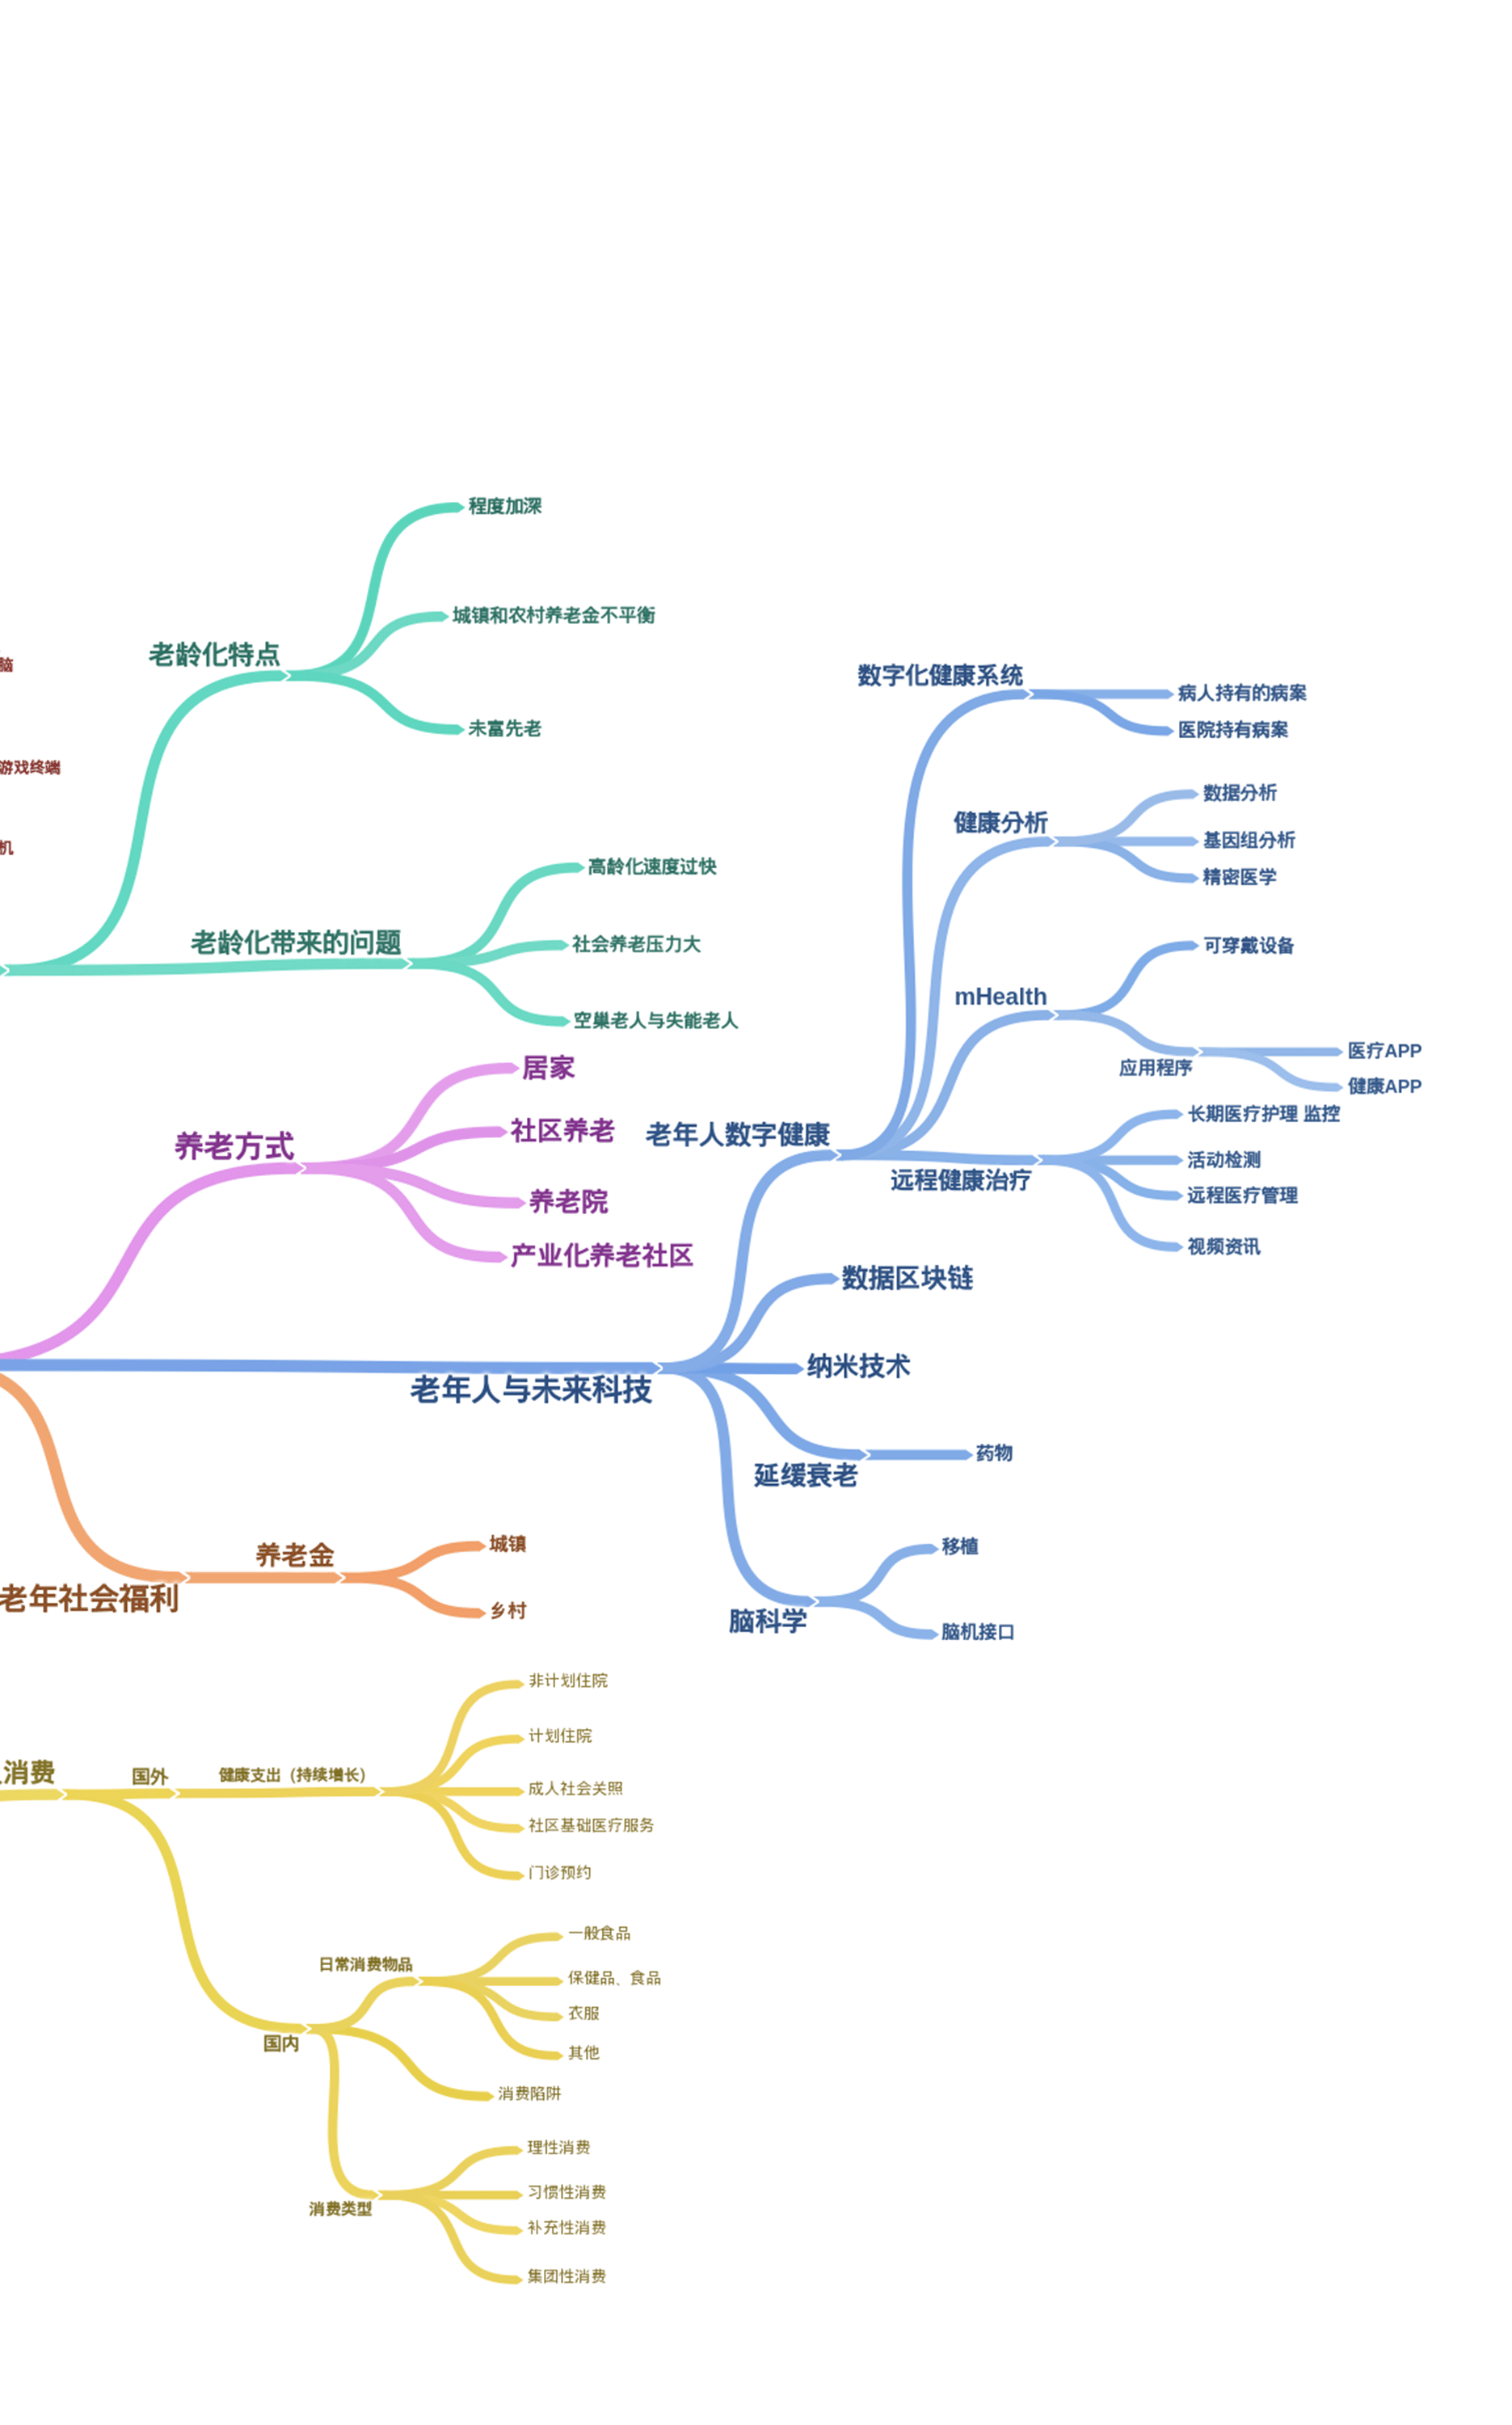 脑
游戏终端
机
老龄化特点
程度加深
城镇和农村养老金不平衡
未富先老
老龄化带来的问题
高龄化速度过快
社会养老压力大
空巢老人与失能老人
养老方式
居家
社区养老
养老院
产业化养老社区
老年人与未来科技
老年人数字健康
数字化健康系统
病人持有的病案
医院持有病案
健康分析
数据分析
基因组分析
精密医学
mHealth
可穿戴设备
应用程序
医疗APP
健康APP
远程健康治疗
长期医疗护理 监控
活动检测
远程医疗管理
视频资讯
数据区块链
纳米技术
延缓衰老
药物
脑科学
移植
脑机接口
老年社会福利
养老金
城镇
乡村
消费
国外
健康支出（持续增长）
非计划住院
计划住院
成人社会关照
社区基础医疗服务
门诊预约
国内
日常消费物品
一般食品
保健品、食品
衣服
其他
消费陷阱
消费类型
理性消费
习惯性消费
补充性消费
集团性消费